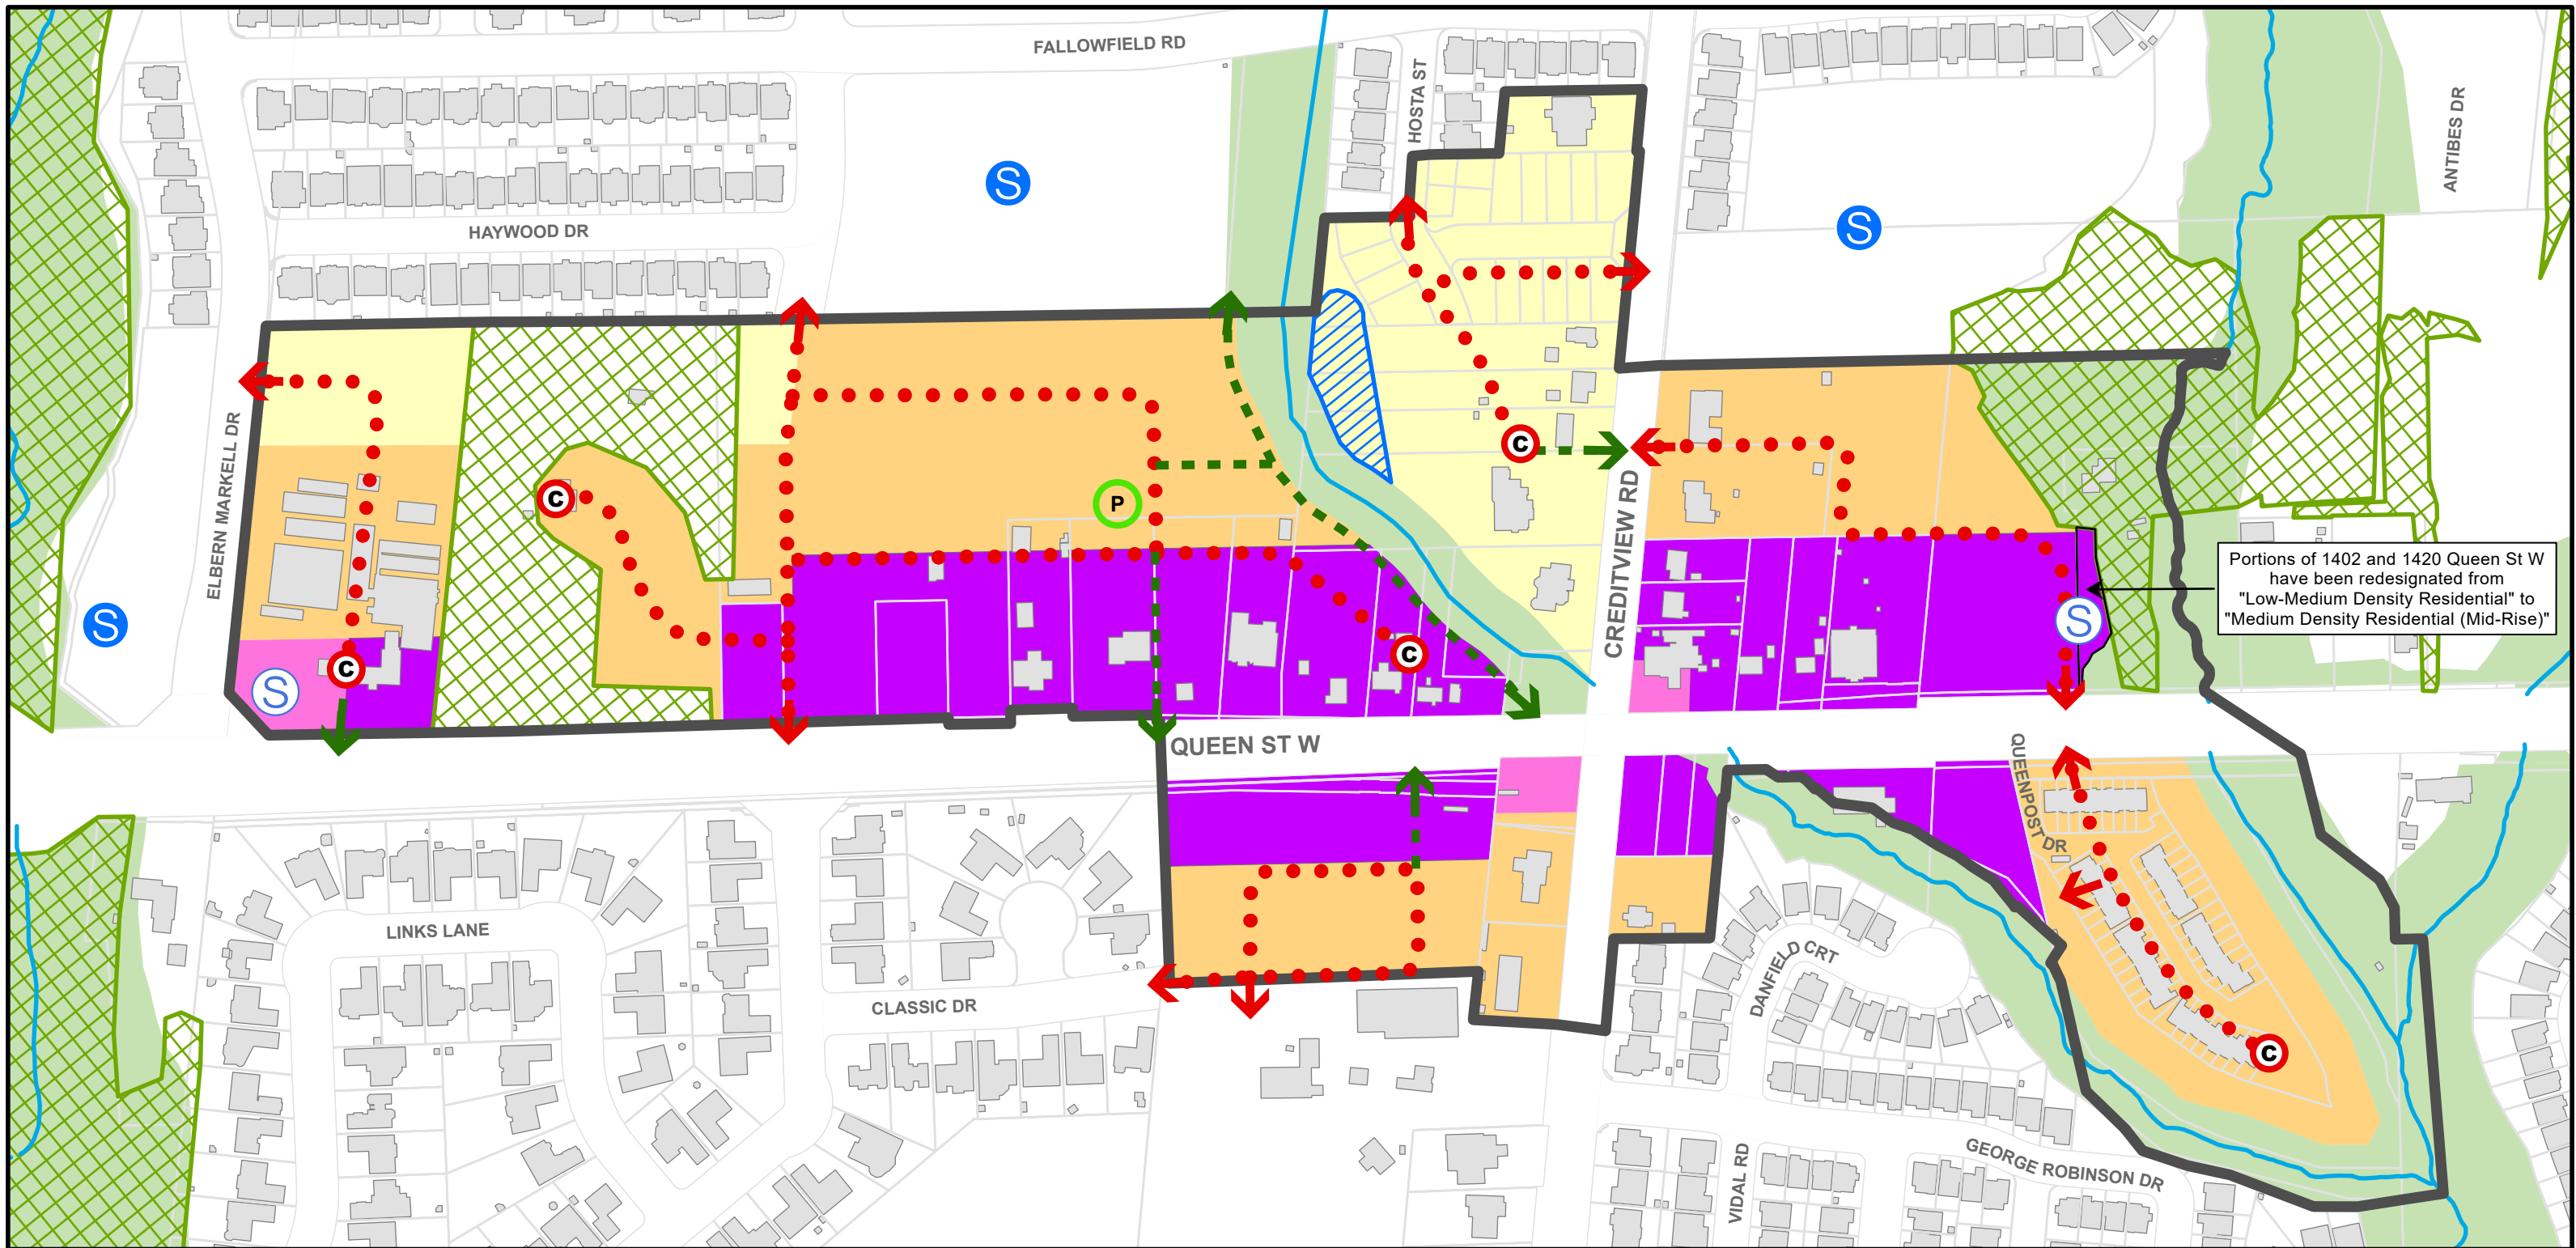 FALLOWFIELD RD
HOSTA ST
ANTIBES DR
S
S
HAYWOOD DR
ELBERN MARKELL DR
C
C
P
CREDITVIEW RD
Portions of 1402 and 1420 Queen St W
have been redesignated from
"Low-Medium Density Residential" to
"Medium Density Residential (Mid-Rise)"
S
S
C
C
S
QUEEN ST W
QUEENPOST DR
LINKS LANE
DANFIELD CRT
CLASSIC DR
C
GEORGE ROBINSON DR
VIDAL RD